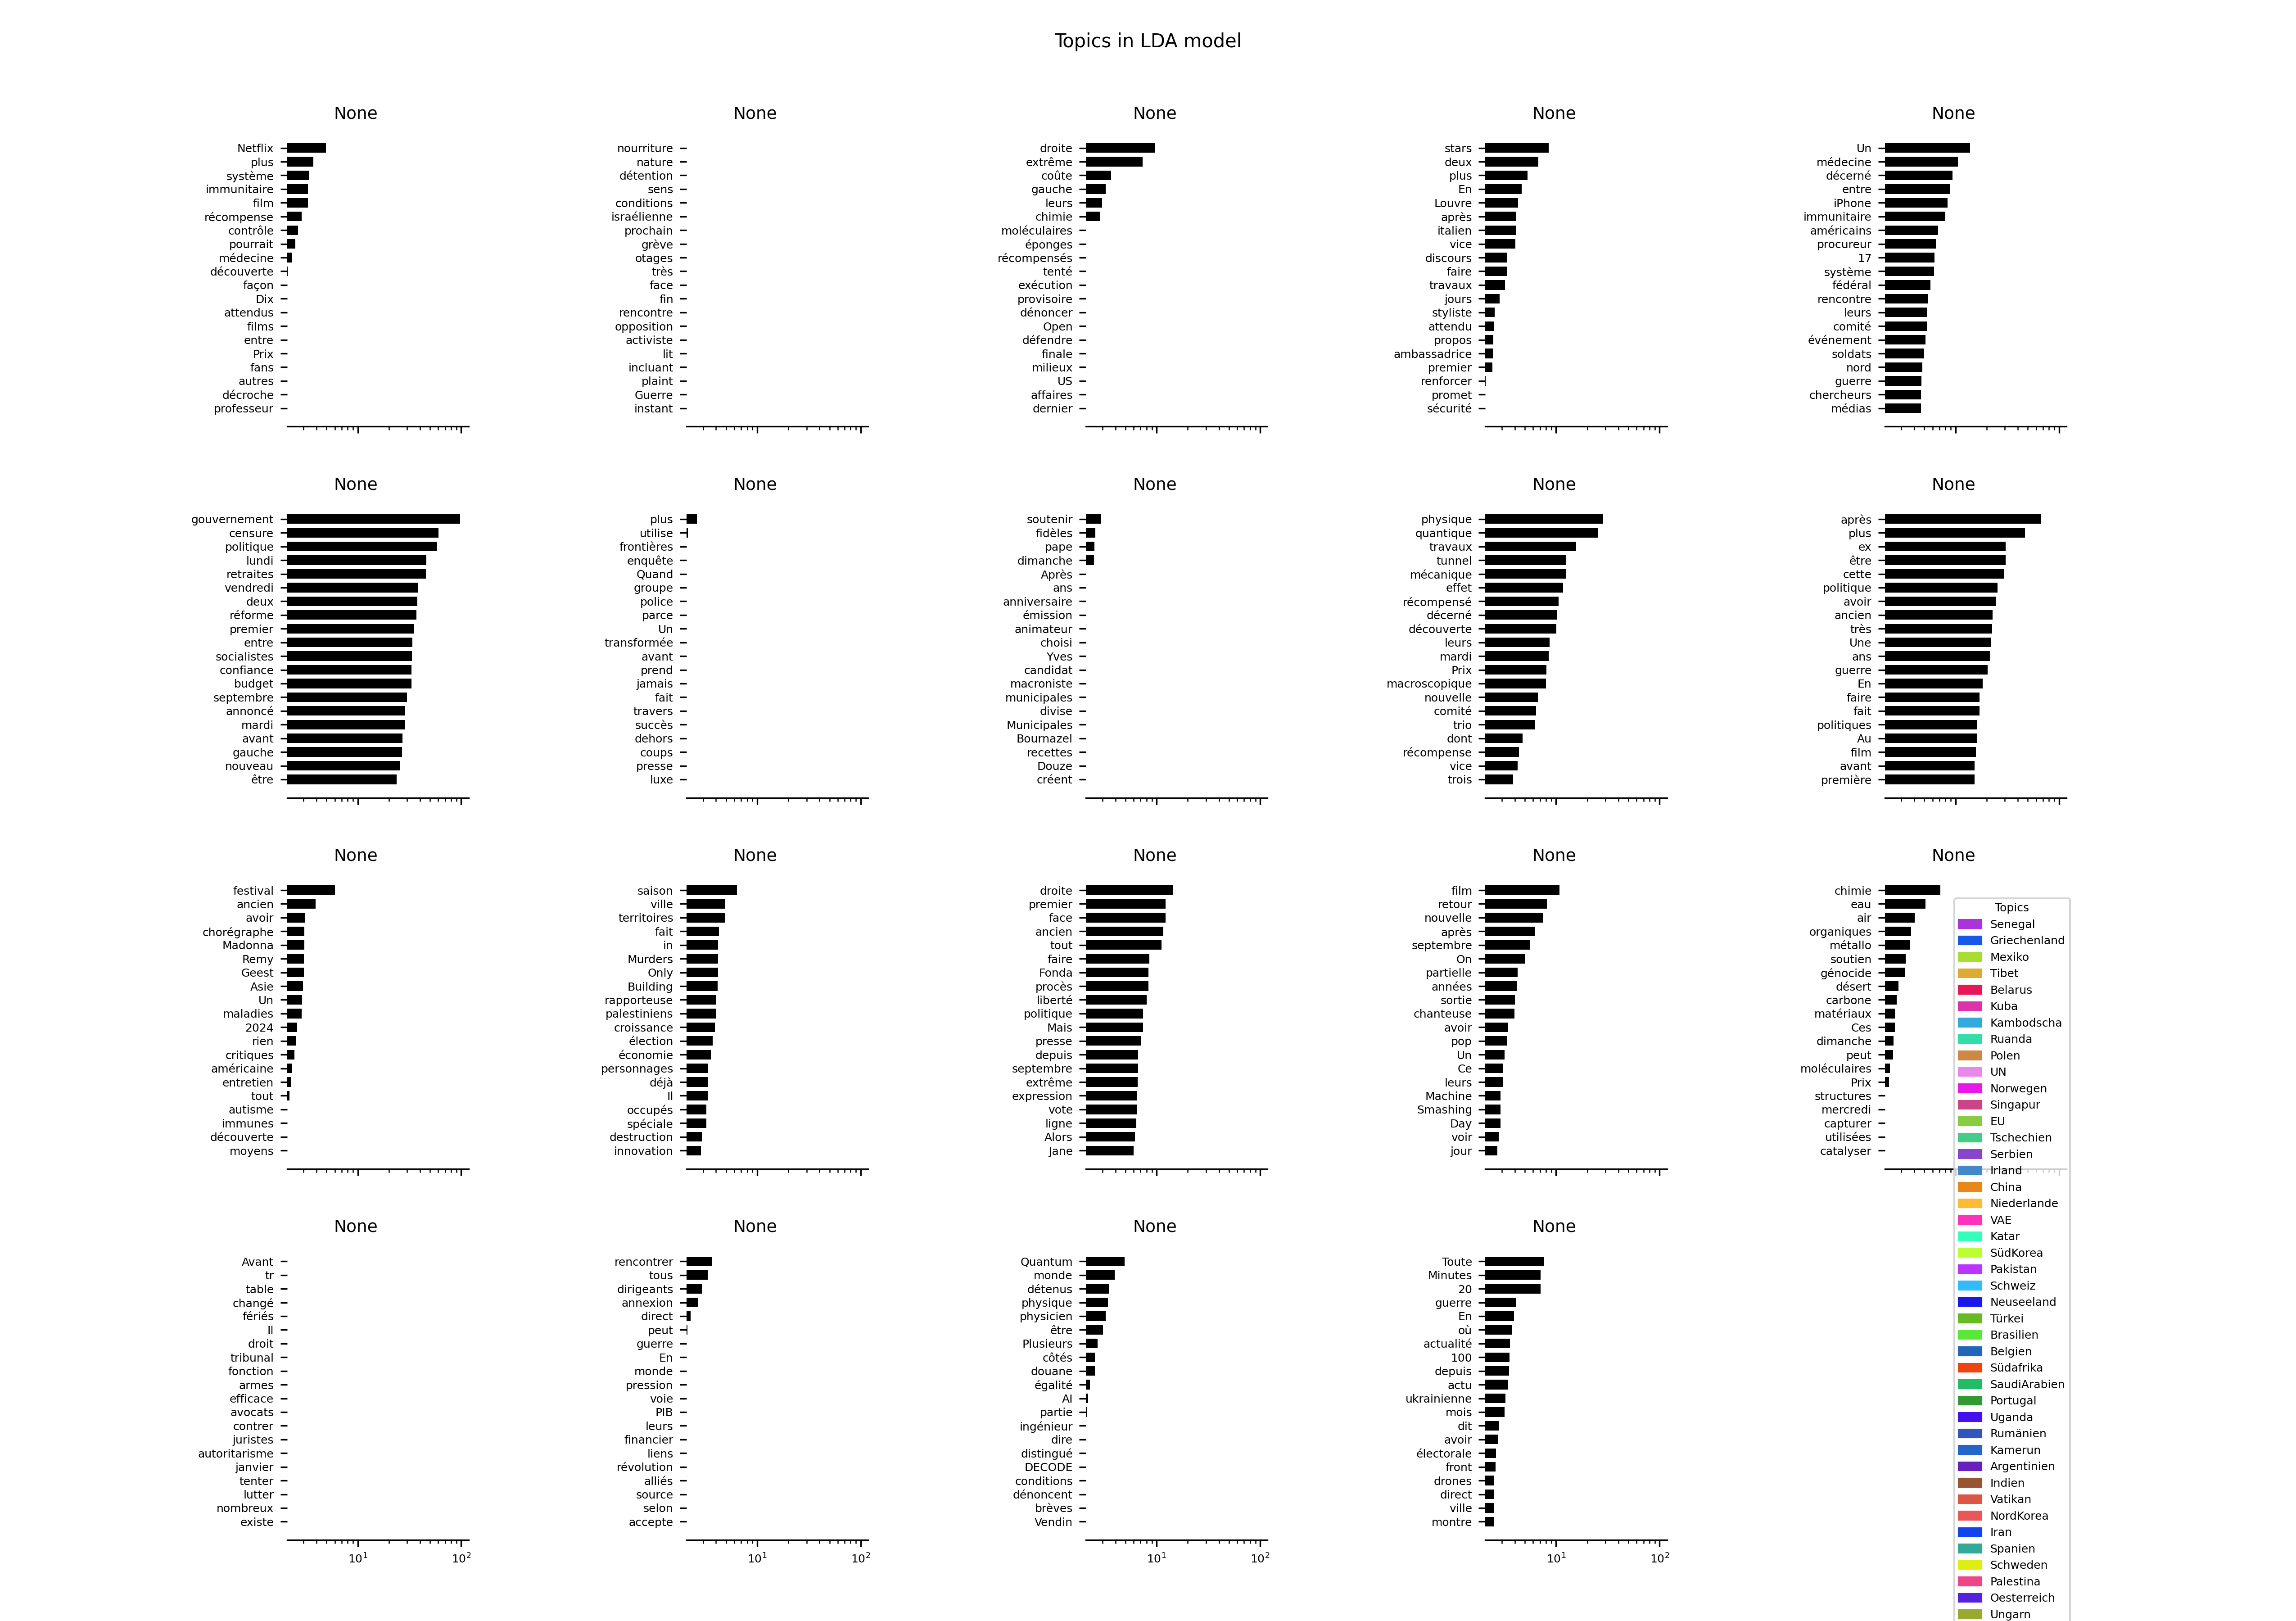 Topics in LDA model
None
Netflix
plus
système
immunitaire
film
récompense
contrôle
pourrait
médecine
découverte
façon
Dix
attendus
films
entre
Prix
fans
autres
décroche
professeur
None
nourriture
nature
détention
sens
conditions
israélienne
prochain
grève
otages
très
face
fin
rencontre
opposition
activiste
lit
incluant
plaint
Guerre
instant
None
droite
extrême
coûte
gauche
leurs
chimie
moléculaires
éponges
récompensés
tenté
exécution
provisoire
dénoncer
Open
défendre
finale
milieux
US
affaires
dernier
None
stars
deux
plus
En
Louvre
après
italien
vice
discours
faire
travaux
jours
styliste
attendu
propos
ambassadrice
premier
renforcer
promet
sécurité
None
Un
médecine
décerné
entre
iPhone
immunitaire
américains
procureur
17
système
fédéral
rencontre
leurs
comité
événement
soldats
nord
guerre
chercheurs
médias
None
gouvernement
censure
politique
lundi
retraites
vendredi
deux
réforme
premier
entre
socialistes
confiance
budget
septembre
annoncé
mardi
avant
gauche
nouveau
être
None
plus
utilise
frontières
enquête
Quand
groupe
police
parce
Un
transformée
avant
prend
jamais
fait
travers
succès
dehors
coups
presse
luxe
None
soutenir
fidèles
pape
dimanche
Après
ans
anniversaire
émission
animateur
choisi
Yves
candidat
macroniste
municipales
divise
Municipales
Bournazel
recettes
Douze
créent
None
physique
quantique
travaux
tunnel
mécanique
effet
récompensé
décerné
découverte
leurs
mardi
Prix
macroscopique
nouvelle
comité
trio
dont
récompense
vice
trois
None
après
plus
ex
être
cette
politique
avoir
ancien
très
Une
ans
guerre
En
faire
fait
politiques
Au
film
avant
première
None
festival
ancien
avoir
chorégraphe
Madonna
Remy
Geest
Asie
Un
maladies
2024
rien
critiques
américaine
entretien
tout
autisme
immunes
découverte
moyens
None
saison
ville
territoires
fait
in
Murders
Only
Building
rapporteuse
palestiniens
croissance
élection
économie
personnages
déjà
Il
occupés
spéciale
destruction
innovation
None
droite
premier
face
ancien
tout
faire
Fonda
procès
liberté
politique
Mais
presse
depuis
septembre
extrême
expression
vote
ligne
Alors
Jane
None
film
retour
nouvelle
après
septembre
On
partielle
années
sortie
chanteuse
avoir
pop
Un
Ce
leurs
Machine
Smashing
Day
voir
jour
None
chimie
eau
air
organiques
métallo
soutien
génocide
désert
carbone
matériaux
Ces
dimanche
peut
moléculaires
Prix
structures
mercredi
capturer
utilisées
catalyser
Topics
Senegal
Griechenland
Mexiko
Tibet
Belarus
Kuba
Kambodscha
Ruanda
Polen
UN
Norwegen
Singapur
EU
Tschechien
Serbien
Irland
China
Niederlande
VAE
Katar
SüdKorea
Pakistan
Schweiz
Neuseeland
Türkei
Brasilien
Belgien
Südafrika
SaudiArabien
Portugal
Uganda
Rumänien
Kamerun
Argentinien
Indien
Vatikan
NordKorea
Iran
Spanien
Schweden
Palestina
Oesterreich
Ungarn
None
Avant
tr
table
changé
fériés
Il
droit
tribunal
fonction
armes
efficace
avocats
contrer
juristes
autoritarisme
janvier
tenter
lutter
nombreux
existe
10¹ 10²
None
rencontrer
tous
dirigeants
annexion
direct
peut
guerre
En
monde
pression
voie
PIB
leurs
financier
liens
révolution
alliés
source
selon
accepte
10¹ 10²
None
Quantum
monde
détenus
physique
physicien
être
Plusieurs
côtés
douane
égalité
AI
partie
ingénieur
dire
distingué
DECODE
conditions
dénoncent
brèves
Vendin
10¹ 10²
None
Toute
Minutes
20
guerre
En
où
actualité
100
depuis
actu
ukrainienne
mois
dit
avoir
électorale
front
drones
direct
ville
montre
10¹ 10²